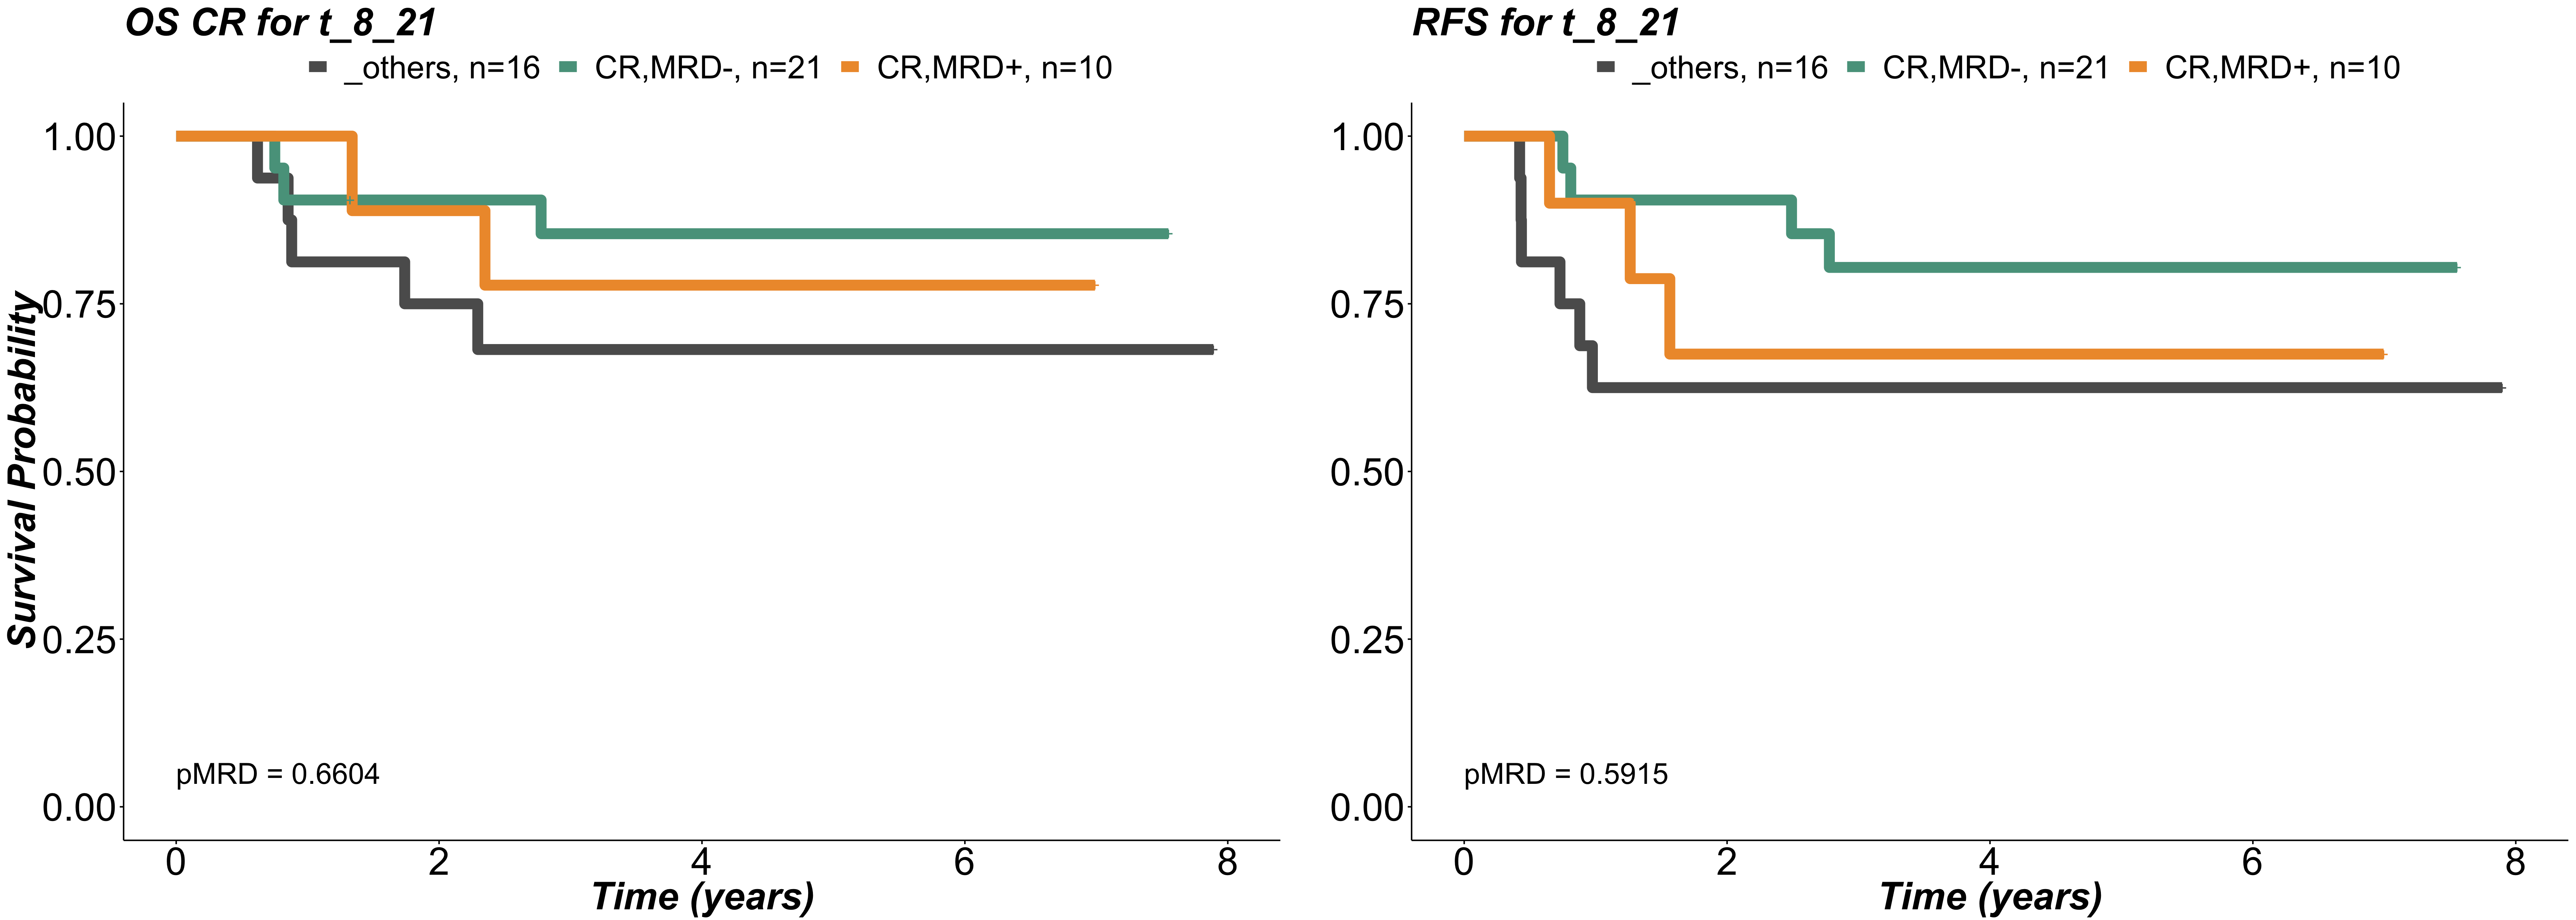 OS CR for t_8_21
_others, n=16 CR,MRD-, n=21 CR,MRD+, n=10
Survival Probability
1.00
0.75
0.50
0.25
0.00
pMRD = 0.6604
0 2 4 6 8
Time (years)
RFS for t_8_21
_others, n=16 CR,MRD-, n=21 CR,MRD+, n=10
1.00
0.75
0.50
0.25
0.00
pMRD = 0.5915
0 2 4 6 8
Time (years)